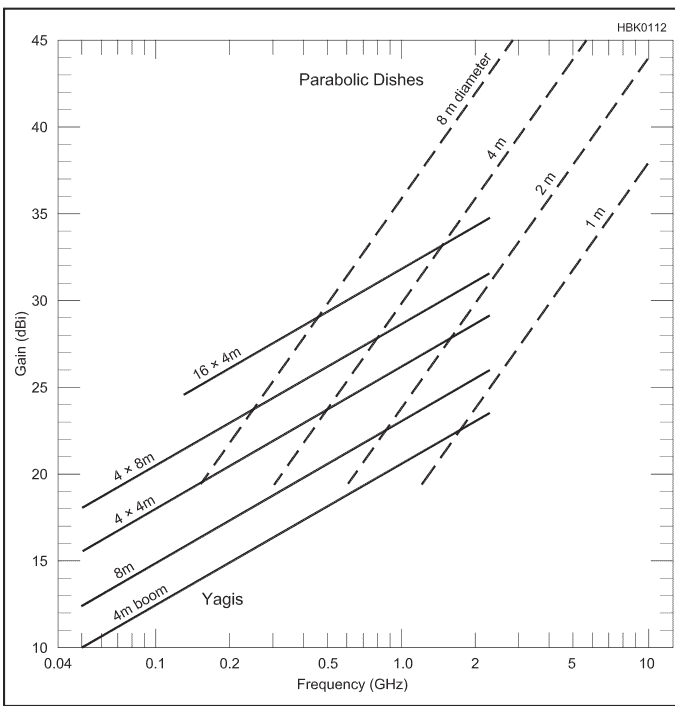 HBK0112
45
40
35
30
25
20
15
10
Gain (dBi)
Parabolic Dishes
8 m diameter
4 m
2 m
1 m
16 × 4m
4 × 8m
4 × 4m
8m
4m boom
Yagis
0.04
0.1
0.2
0.5
1.0
2
5
10
Frequency (GHz)